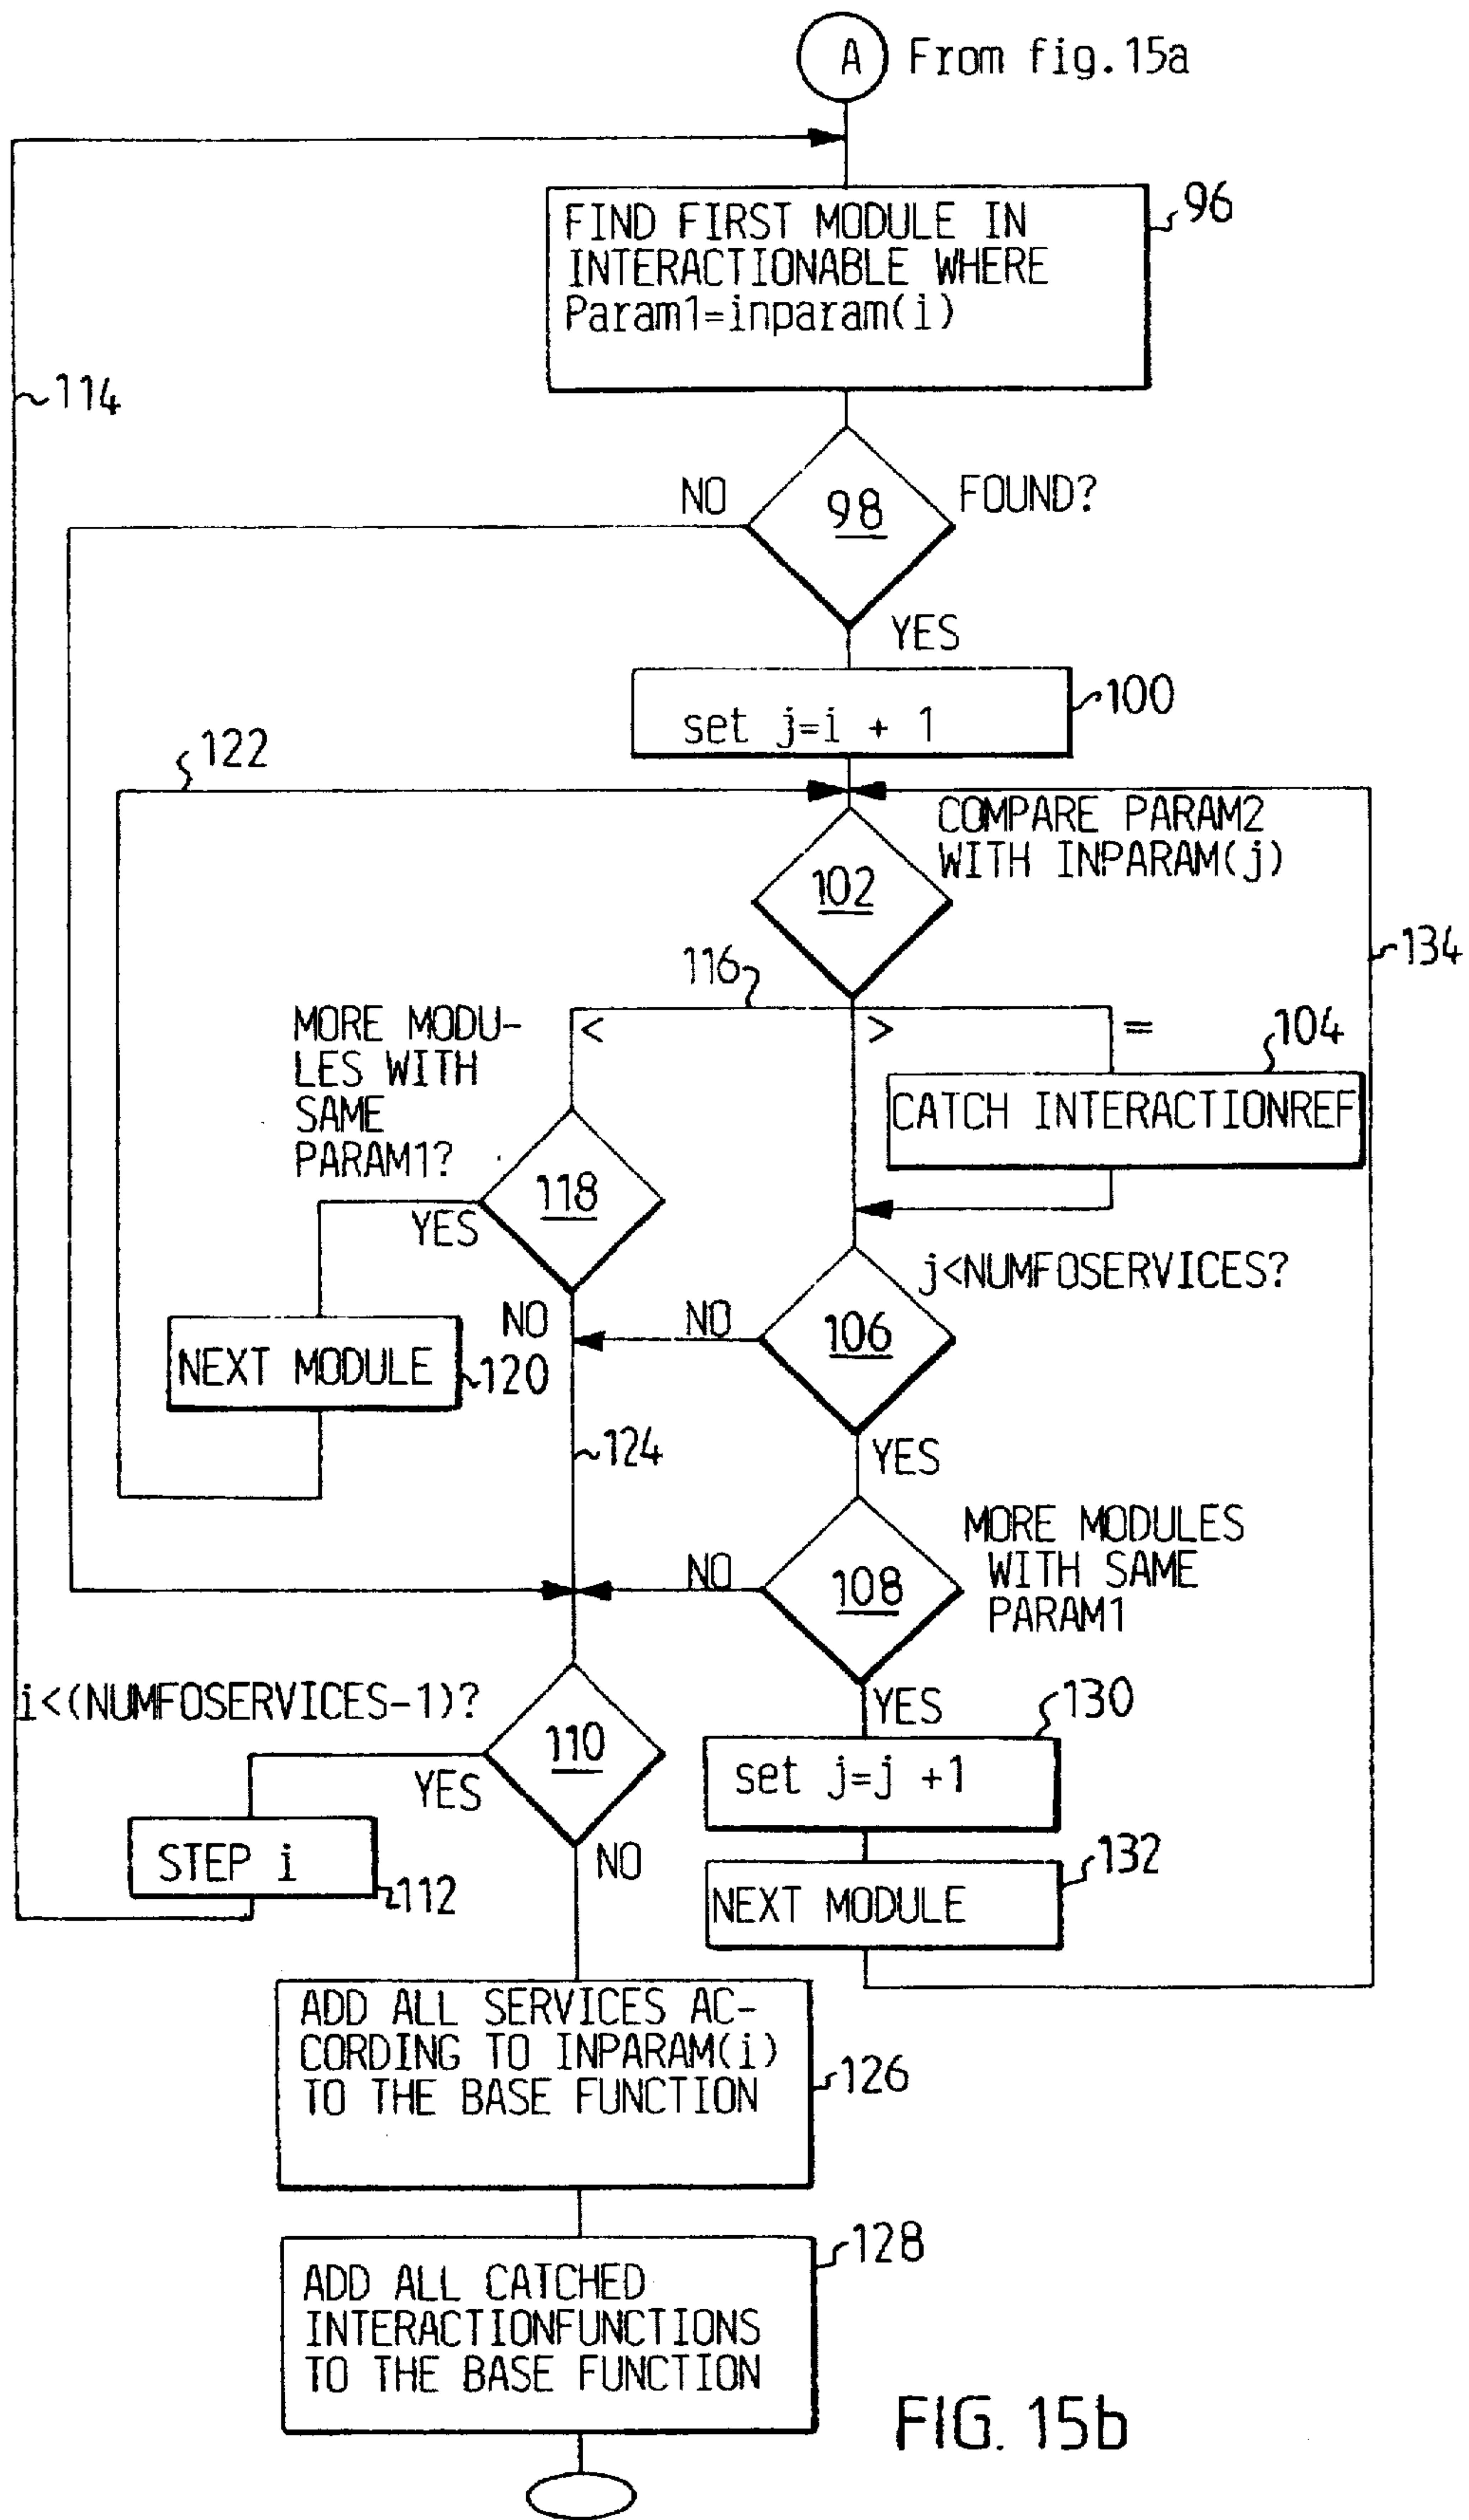 A From fig.15a
FIND FIRST MODULE IN
INTERACTIONABLE WHERE
Param1=inparam(i)
96
114
NO
98
FOUND?
YES
set j=i + 1
100
122
COMPARE PARAM2
WITH INPARAM(j)
102
134
116
<
>
=
104
MORE MODU-
LES WITH
SAME
PARAM1?
CATCH INTERACTIONREF
118
YES
j<NUMFOSERVICES?
NO
NO
106
NEXT MODULE
120
124
YES
MORE MODULES
WITH SAME
PARAM1
NO
108
i<(NUMFOSERVICES-1)?
YES
130
110
set j=j +1
YES
STEP i
112
NO
132
NEXT MODULE
ADD ALL SERVICES AC-
CORDING TO INPARAM(i)
TO THE BASE FUNCTION
126
128
ADD ALL CATCHED
INTERACTIONFUNCTIONS
TO THE BASE FUNCTION
FIG. 15b